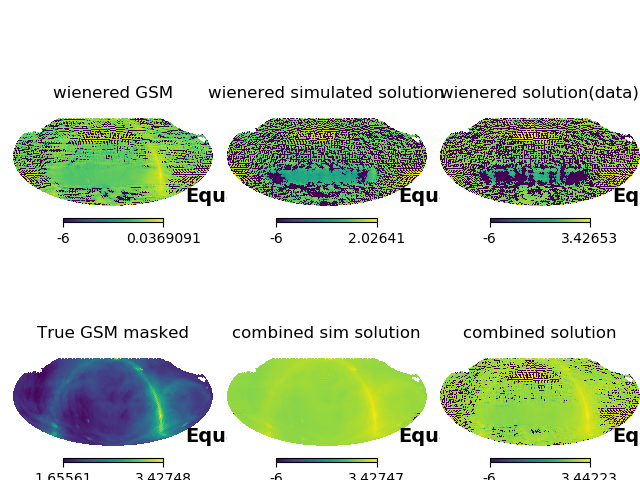 wienered GSM
wienered simulated solution
wienered solution(data)
Equ
Equ
Eq
-6 0.0369091
-6 2.02641
-6 3.42653
True GSM masked
combined sim solution
combined solution
Equ
Equ
Eq
1.65561 3.42748
-6 3.42747
-6 3.44223